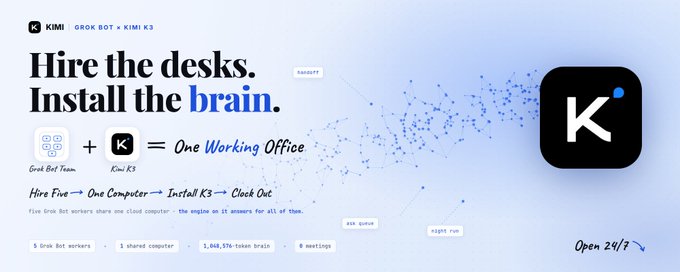 KIMI | GROK BOT × KIMI K3
Hire the desks.
Install the brain.
Grok Bot Team + Kimi K3 = One Working Office
Hire Five → One Computer → Install K3 → Clock Out
five Grok Bot workers share one cloud computer · the engine on it answers for all of them.
5 Grok Bot workers · 1 shared computer · 1,048,576-token brain · 0 meetings
handoff
ask queue
night run
K
Open 24/7